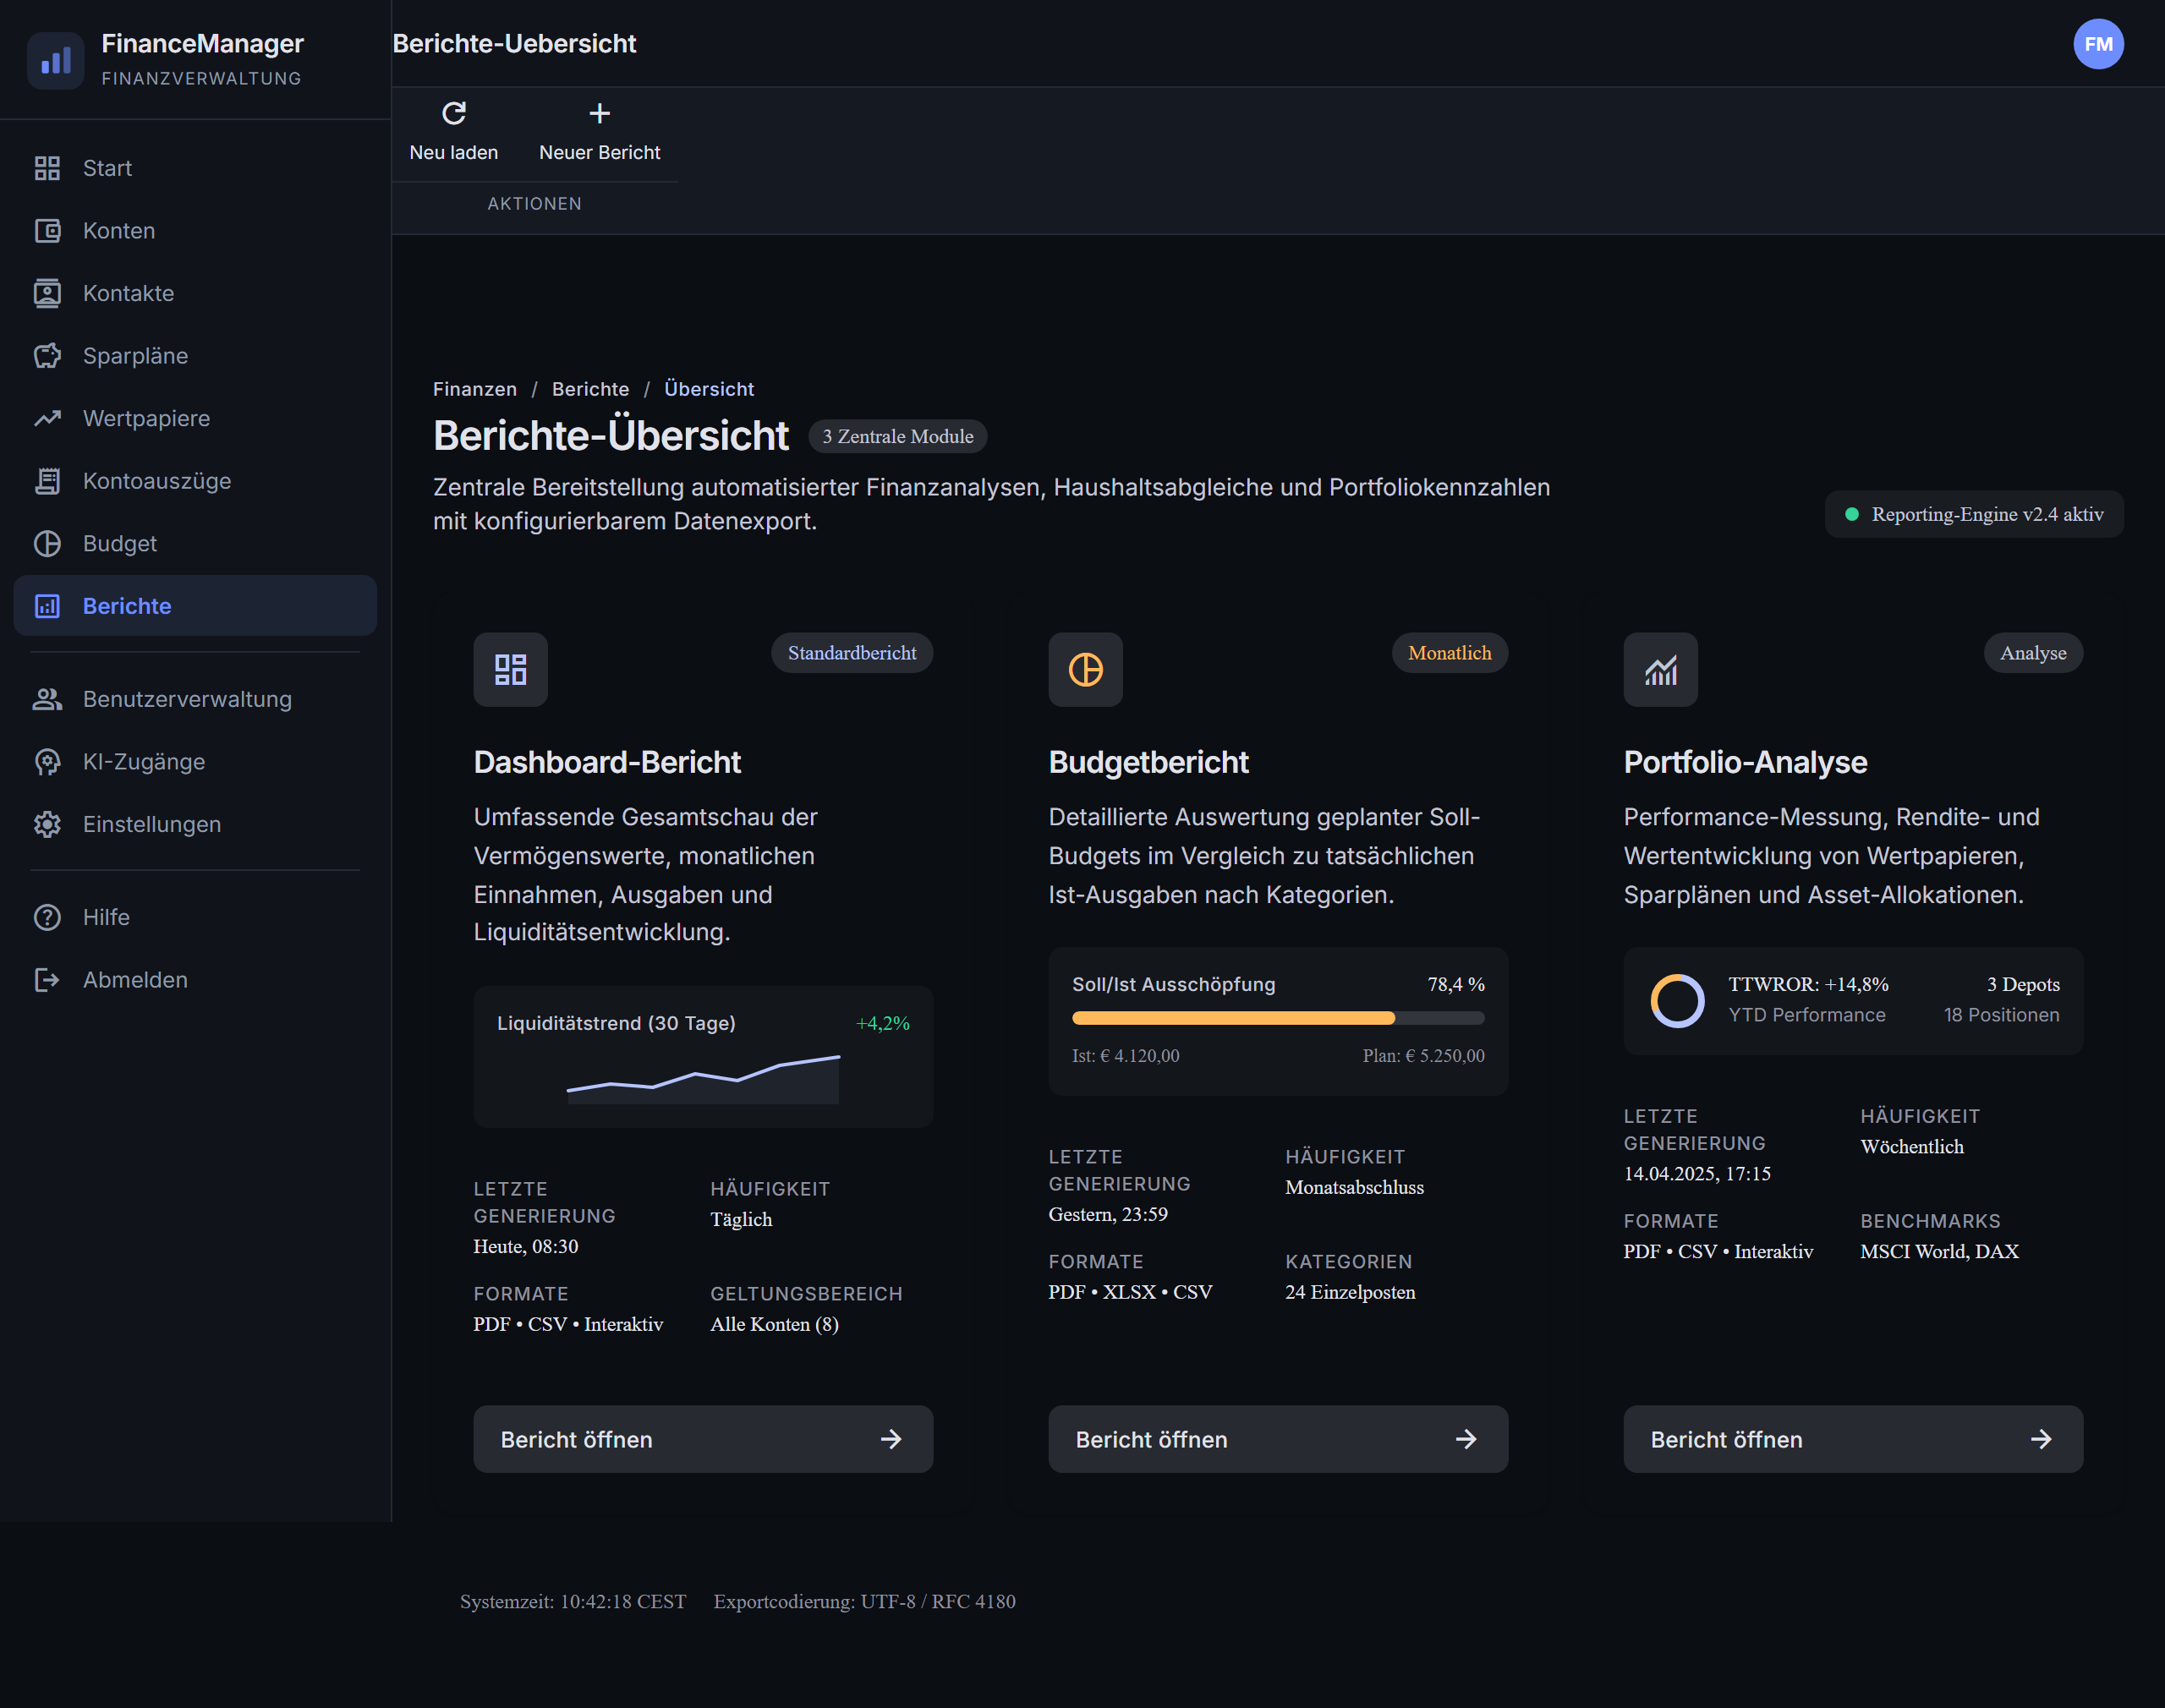 FinanceManager
FINANZVERWALTUNG
Start
Konten
Kontakte
Sparpläne
Wertpapiere
Kontoauszüge
Budget
Berichte
Benutzerverwaltung
KI-Zugänge
Einstellungen
Hilfe
Abmelden
Berichte-Uebersicht
FM
Neu laden
Neuer Bericht
AKTIONEN
Finanzen / Berichte / Übersicht
Berichte-Übersicht
3 Zentrale Module
Zentrale Bereitstellung automatisierter Finanzanalysen, Haushaltsabgleiche und Portfoliokennzahlen
mit konfigurierbarem Datenexport.
Reporting-Engine v2.4 aktiv
Standardbericht
Dashboard-Bericht
Umfassende Gesamtschau der
Vermögenswerte, monatlichen
Einnahmen, Ausgaben und
Liquiditätsentwicklung.
Liquiditätstrend (30 Tage)
+4,2%
LETZTE
GENERIERUNG
Heute, 08:30
HÄUFIGKEIT
Täglich
FORMATE
PDF • CSV • Interaktiv
GELTUNGSBEREICH
Alle Konten (8)
Bericht öffnen
Monatlich
Budgetbericht
Detaillierte Auswertung geplanter Soll-
Budgets im Vergleich zu tatsächlichen
Ist-Ausgaben nach Kategorien.
Soll/Ist Ausschöpfung
78,4 %
Ist: € 4.120,00
Plan: € 5.250,00
LETZTE
GENERIERUNG
Gestern, 23:59
HÄUFIGKEIT
Monatsabschluss
FORMATE
PDF • XLSX • CSV
KATEGORIEN
24 Einzelposten
Bericht öffnen
Analyse
Portfolio-Analyse
Performance-Messung, Rendite- und
Wertentwicklung von Wertpapieren,
Sparplänen und Asset-Allokationen.
TTWROR: +14,8%
YTD Performance
3 Depots
18 Positionen
LETZTE
GENERIERUNG
14.04.2025, 17:15
HÄUFIGKEIT
Wöchentlich
FORMATE
PDF • CSV • Interaktiv
BENCHMARKS
MSCI World, DAX
Bericht öffnen
Systemzeit: 10:42:18 CEST
Exportcodierung: UTF-8 / RFC 4180